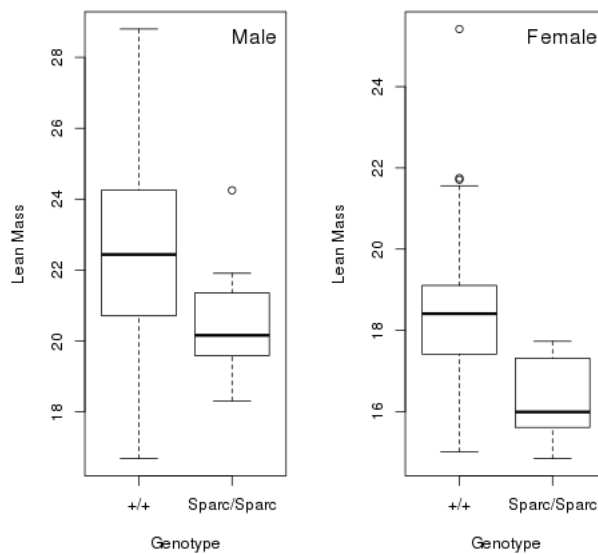 Male
28
26
24
22
20
18
Lean Mass
+/+
Sparc/Sparc
Genotype
Female
24
22
20
18
16
Lean Mass
+/+
Sparc/Sparc
Genotype